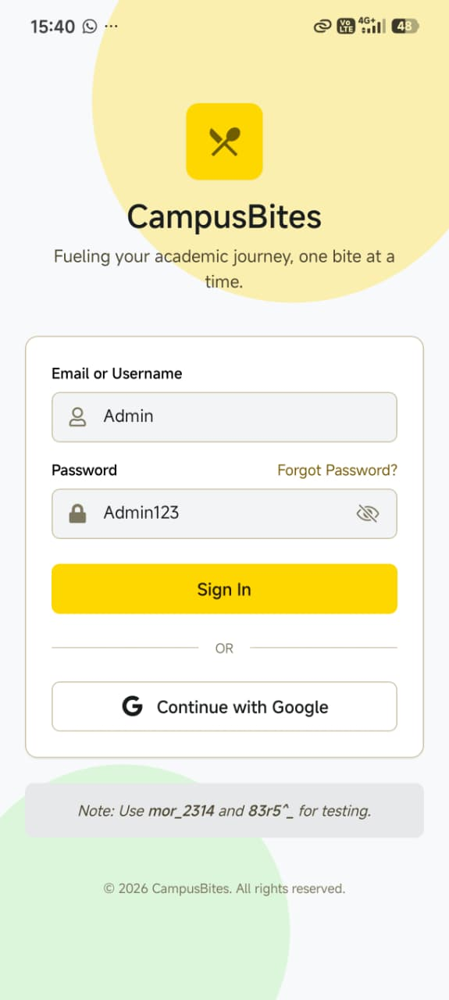 15:40 ...
Vo LTE 4G+ 48
CampusBites
Fueling your academic journey, one bite at a
time.
Email or Username
Admin
Password Forgot Password?
Admin123
Sign In
OR
G Continue with Google
Note: Use mor_2314 and 83r5^_ for testing.
© 2026 CampusBites. All rights reserved.